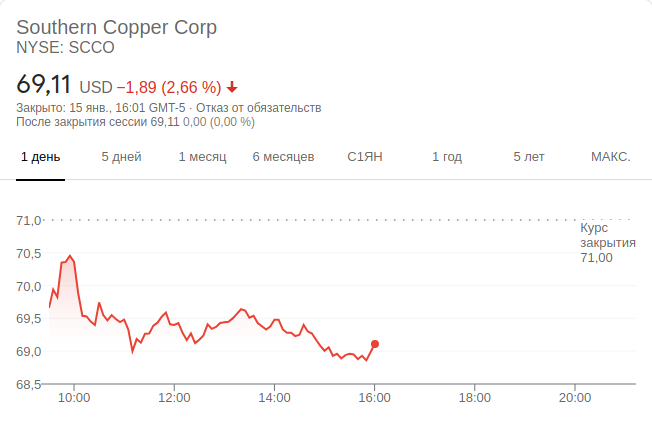 Southern Copper Corp
NYSE: SCCO
69,11 USD −1,89 (2,66 %)
Закрыто: 15 янв., 16:01 GMT-5 · Отказ от обязательств
После закрытия сессии 69,11 0,00 (0,00 %)
1 день 5 дней 1 месяц 6 месяцев С1ЯН 1 год 5 лет МАКС.
71,0
Курс
закрытия
71,00
70,5
70,0
69,5
69,0
68,5
10:00 12:00 14:00 16:00 18:00 20:00